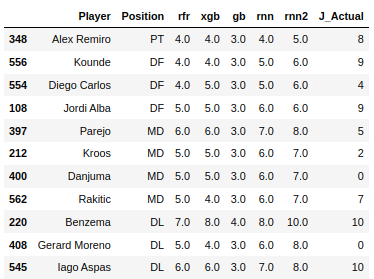 Player Position rfr xgb gb rnn rnn2 J_Actual
348 Alex Remiro PT 4.0 4.0 3.0 4.0 5.0 8
556 Kounde DF 4.0 4.0 3.0 5.0 6.0 9
554 Diego Carlos DF 4.0 5.0 3.0 5.0 6.0 4
108 Jordi Alba DF 4.0 5.0 3.0 6.0 6.0 9
397 Parejo MD 6.0 6.0 3.0 7.0 8.0 5
212 Kroos MD 5.0 5.0 3.0 6.0 7.0 2
400 Danjuma MD 5.0 5.0 3.0 6.0 7.0 0
562 Rakitic MD 5.0 4.0 3.0 6.0 7.0 7
220 Benzema DL 7.0 8.0 4.0 8.0 10.0 10
408 Gerard Moreno DL 5.0 4.0 3.0 6.0 8.0 0
545 Iago Aspas DL 6.0 6.0 3.0 7.0 8.0 10